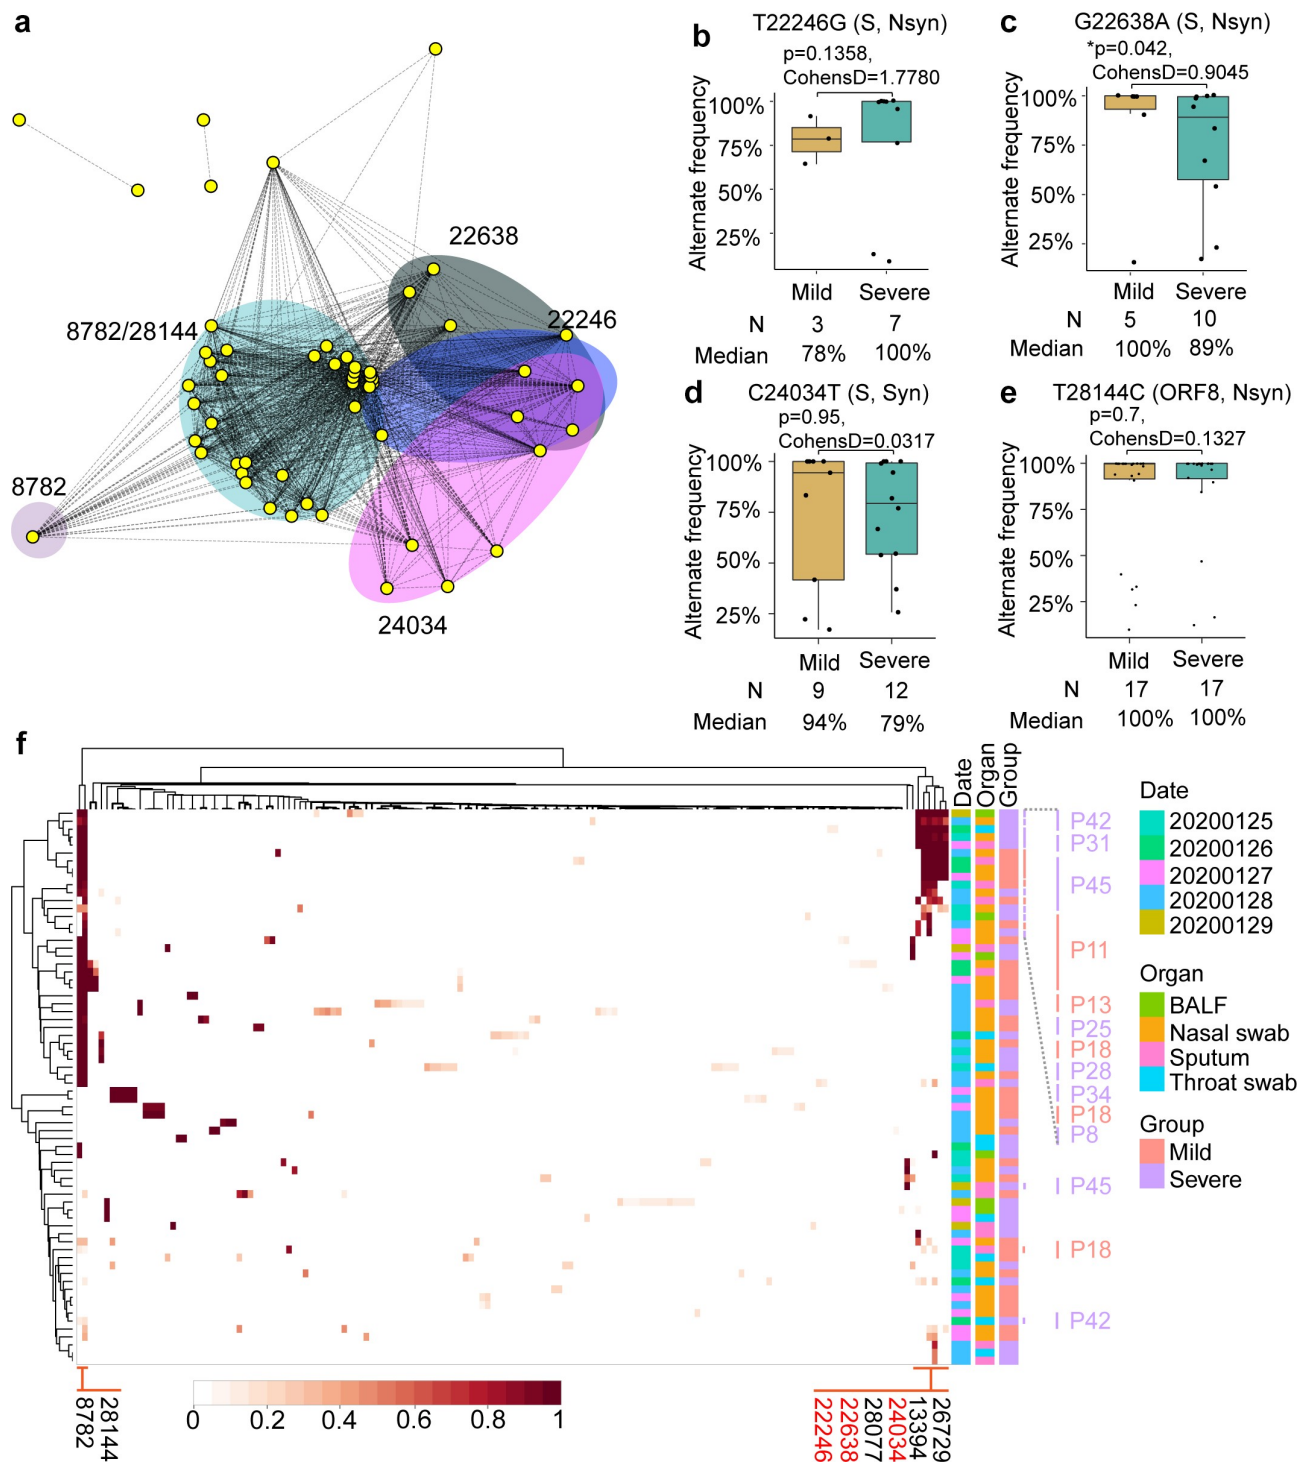 a
22638
22246
8782/28144
8782
24034
b
T22246G (S, Nsyn)
p=0.1358,
CohensD=1.7780
Alternate frequency
100%
75%
50%
25%
Mild Severe
N 3 7
Median 78% 100%
c
G22638A (S, Nsyn)
*p=0.042,
CohensD=0.9045
Alternate frequency
100%
75%
50%
25%
Mild Severe
N 5 10
Median 100% 89%
d
C24034T (S, Syn)
p=0.95,
CohensD=0.0317
Alternate frequency
100%
75%
50%
25%
Mild Severe
N 9 12
Median 94% 79%
e
T28144C (ORF8, Nsyn)
p=0.7,
CohensD=0.1327
Alternate frequency
100%
75%
50%
25%
Mild Severe
N 17 17
Median 100% 100%
f
Date
Organ
Group
P42
P31
P45
P11
P13
P25
P18
P28
P34
P18
P8
P45
P18
P42
Date
20200125
20200126
20200127
20200128
20200129
Organ
BALF
Nasal swab
Sputum
Throat swab
Group
Mild
Severe
8782
28144
0 0.2 0.4 0.6 0.8 1
22246
22638
28077
24034
13394
26729